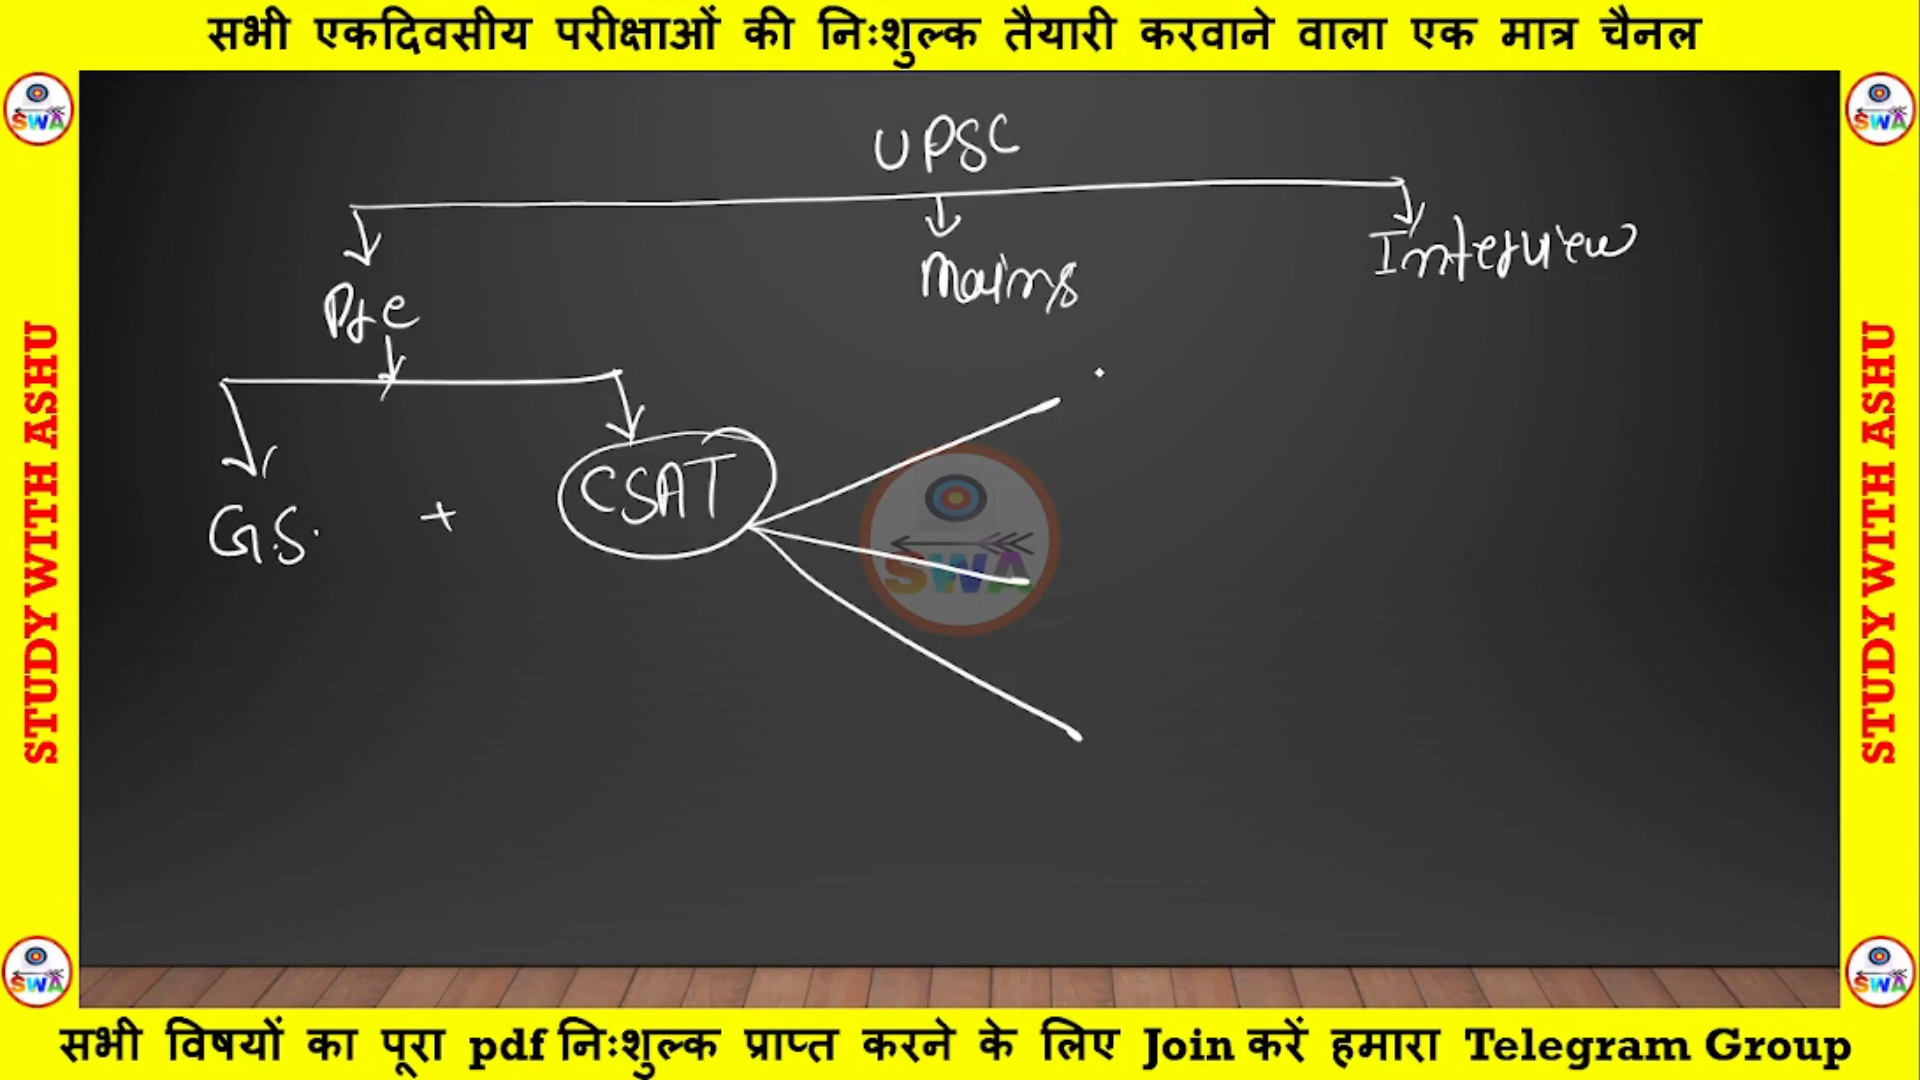 सभी एकदिवसीय परीक्षाओं की निःशुल्क तैयारी करवाने वाला एक मात्र चैनल
SWA
SWA
UPSC
Pre
Mains
Interview
G.S. + CSAT
SWA
STUDY WITH ASHU
STUDY WITH ASHU
SWA
SWA
सभी विषयों का पूरा pdf निःशुल्क प्राप्त करने के लिए Join करें हमारा Telegram Group